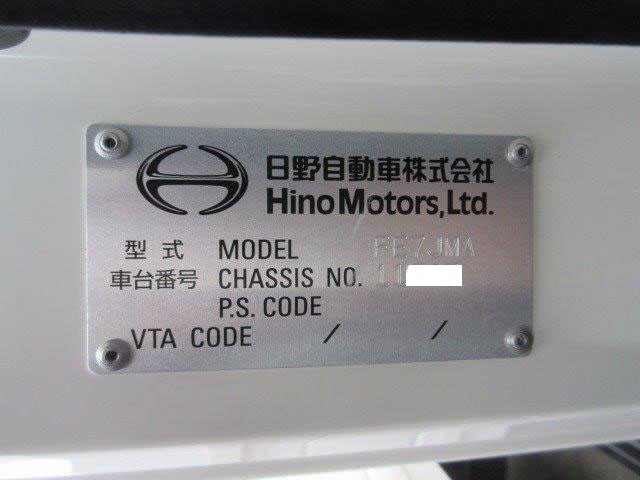 日野自動車株式会社
Hino Motors, Ltd.
型式 MODEL FE7JMA
車台番号 CHASSIS NO. 11
P.S. CODE
VTA CODE / /